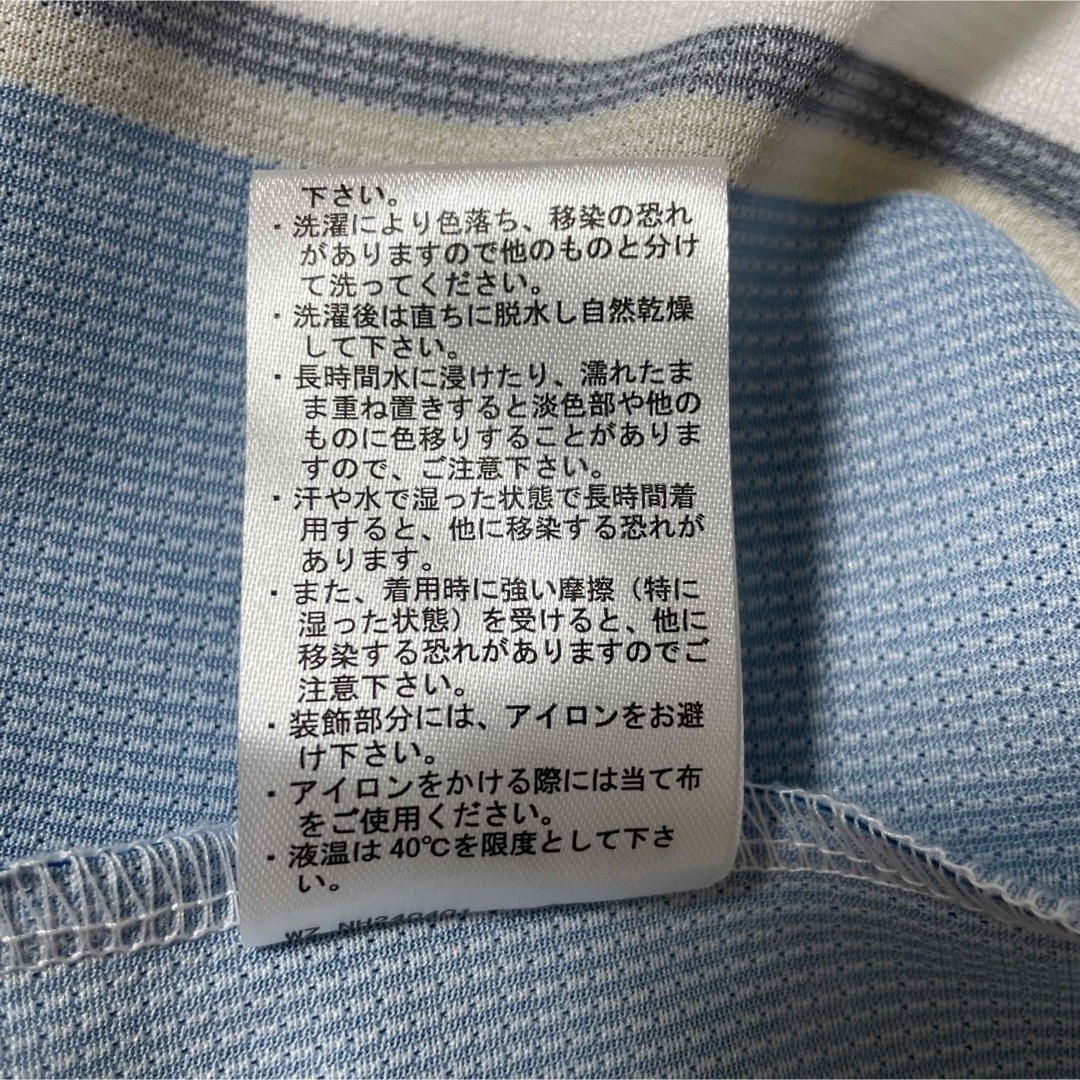 下さい。
・洗濯により色落ち、移染の恐れ
がありますので他のものと分け
て洗ってください。
・洗濯後は直ちに脱水し自然乾燥
して下さい。
・長時間水に浸けたり、濡れたま
ま重ね置きすると淡色部や他の
ものに色移りすることがありま
すので、ご注意下さい。
・汗や水で湿った状態で長時間着
用すると、他に移染する恐れが
あります。
・また、着用時に強い摩擦（特に
湿った状態）を受けると、他に
移染する恐れがありますのでご
注意下さい。
・装飾部分には、アイロンをお避
け下さい。
・アイロンをかける際には当て布
をご使用ください。
・液温は 40℃を限度として下さ
い。